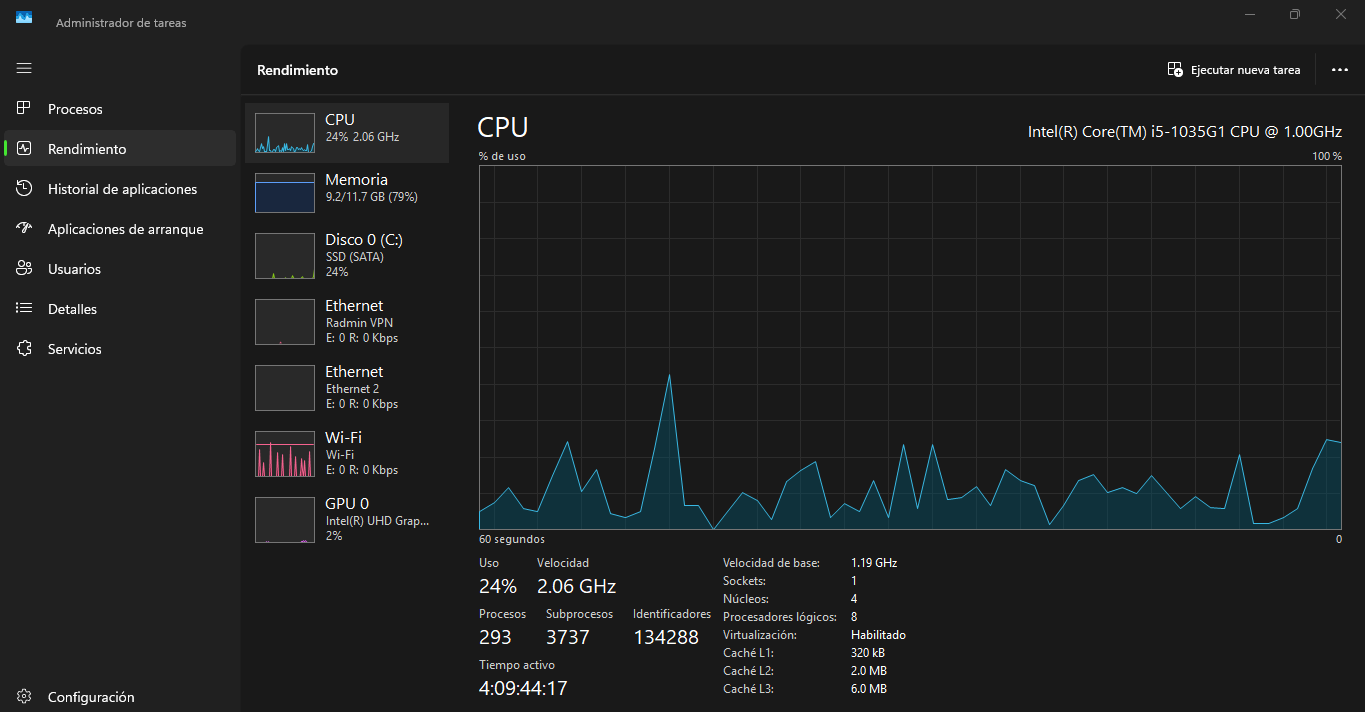 Administrador de tareas
Procesos
Rendimiento
Historial de aplicaciones
Aplicaciones de arranque
Usuarios
Detalles
Servicios
Configuración
Rendimiento
Ejecutar nueva tarea
CPU
24% 2.06 GHz
Memoria
9.2/11.7 GB (79%)
Disco 0 (C:)
SSD (SATA)
24%
Ethernet
Radmin VPN
E: 0 R: 0 Kbps
Ethernet
Ethernet 2
E: 0 R: 0 Kbps
Wi-Fi
Wi-Fi
E: 0 R: 0 Kbps
GPU 0
Intel(R) UHD Grap...
2%
CPU
Intel(R) Core(TM) i5-1035G1 CPU @ 1.00GHz
% de uso 100 %
60 segundos 0
Uso Velocidad
24% 2.06 GHz
Procesos Subprocesos Identificadores
293 3737 134288
Tiempo activo
4:09:44:17
Velocidad de base: 1.19 GHz
Sockets: 1
Núcleos: 4
Procesadores lógicos: 8
Virtualización: Habilitado
Caché L1: 320 kB
Caché L2: 2.0 MB
Caché L3: 6.0 MB